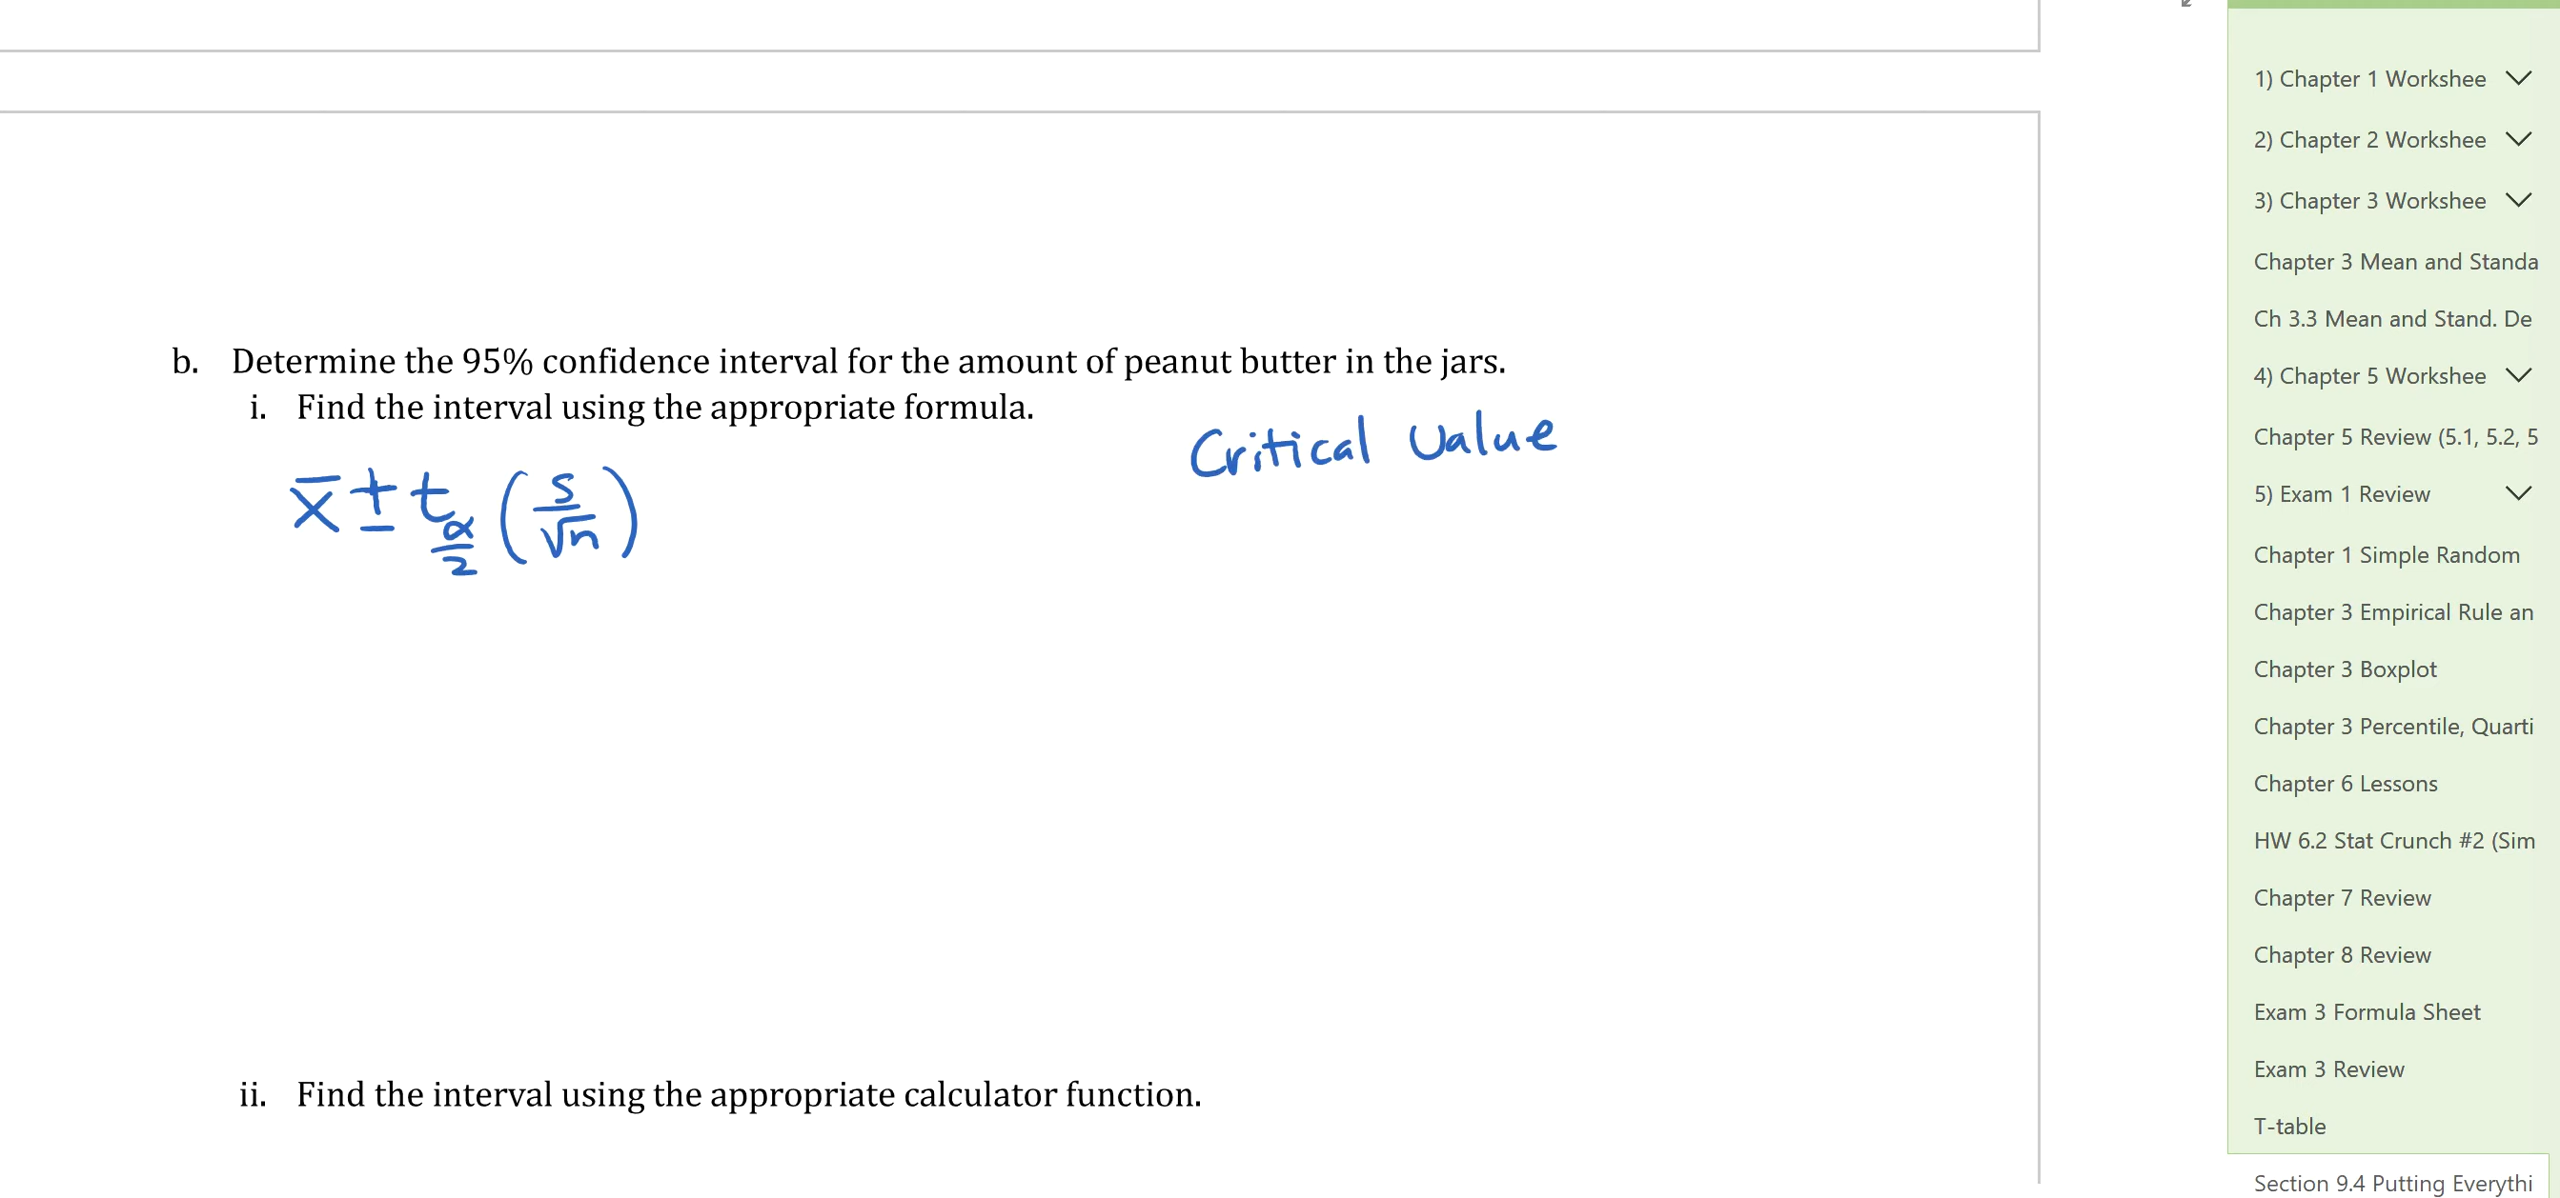 b. Determine the 95% confidence interval for the amount of peanut butter in the jars.
i. Find the interval using the appropriate formula.
Critical Value
x̄ ± t_{α/2} (s/√n)
ii. Find the interval using the appropriate calculator function.
1) Chapter 1 Workshee
2) Chapter 2 Workshee
3) Chapter 3 Workshee
Chapter 3 Mean and Standa
Ch 3.3 Mean and Stand. De
4) Chapter 5 Workshee
Chapter 5 Review (5.1, 5.2, 5
5) Exam 1 Review
Chapter 1 Simple Random
Chapter 3 Empirical Rule an
Chapter 3 Boxplot
Chapter 3 Percentile, Quarti
Chapter 6 Lessons
HW 6.2 Stat Crunch #2 (Sim
Chapter 7 Review
Chapter 8 Review
Exam 3 Formula Sheet
Exam 3 Review
T-table
Section 9.4 Putting Everythi